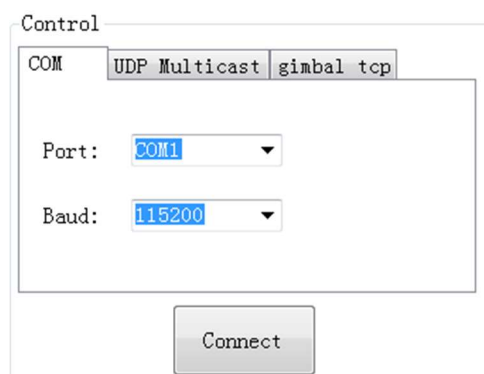 Control
COM UDP Multicast gimbal tcp
Port: COM1
Baud: 115200
Connect